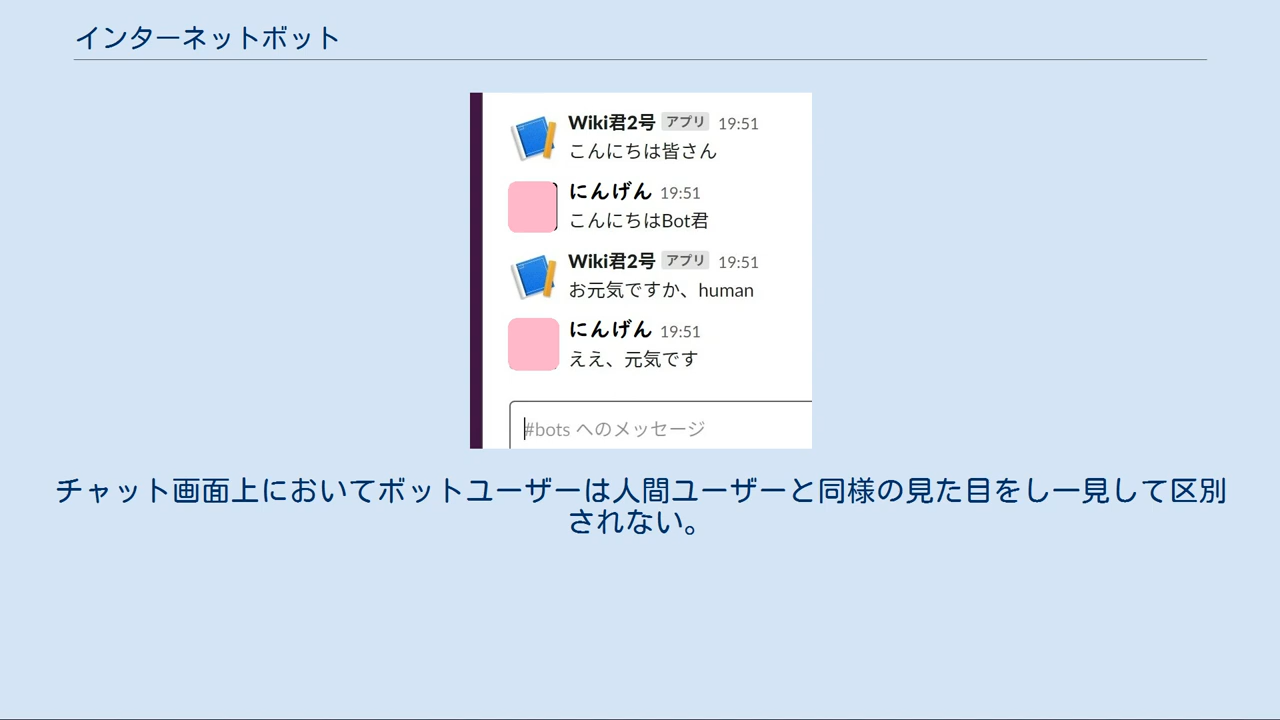 インターネットボット
Wiki君2号 アプリ 19:51
こんにちは皆さん
にんげん 19:51
こんにちはBot君
Wiki君2号 アプリ 19:51
お元気ですか、human
にんげん 19:51
ええ、元気です
#bots へのメッセージ
チャット画面上においてボットユーザーは人間ユーザーと同様の見た目をし一見して区別
されない。